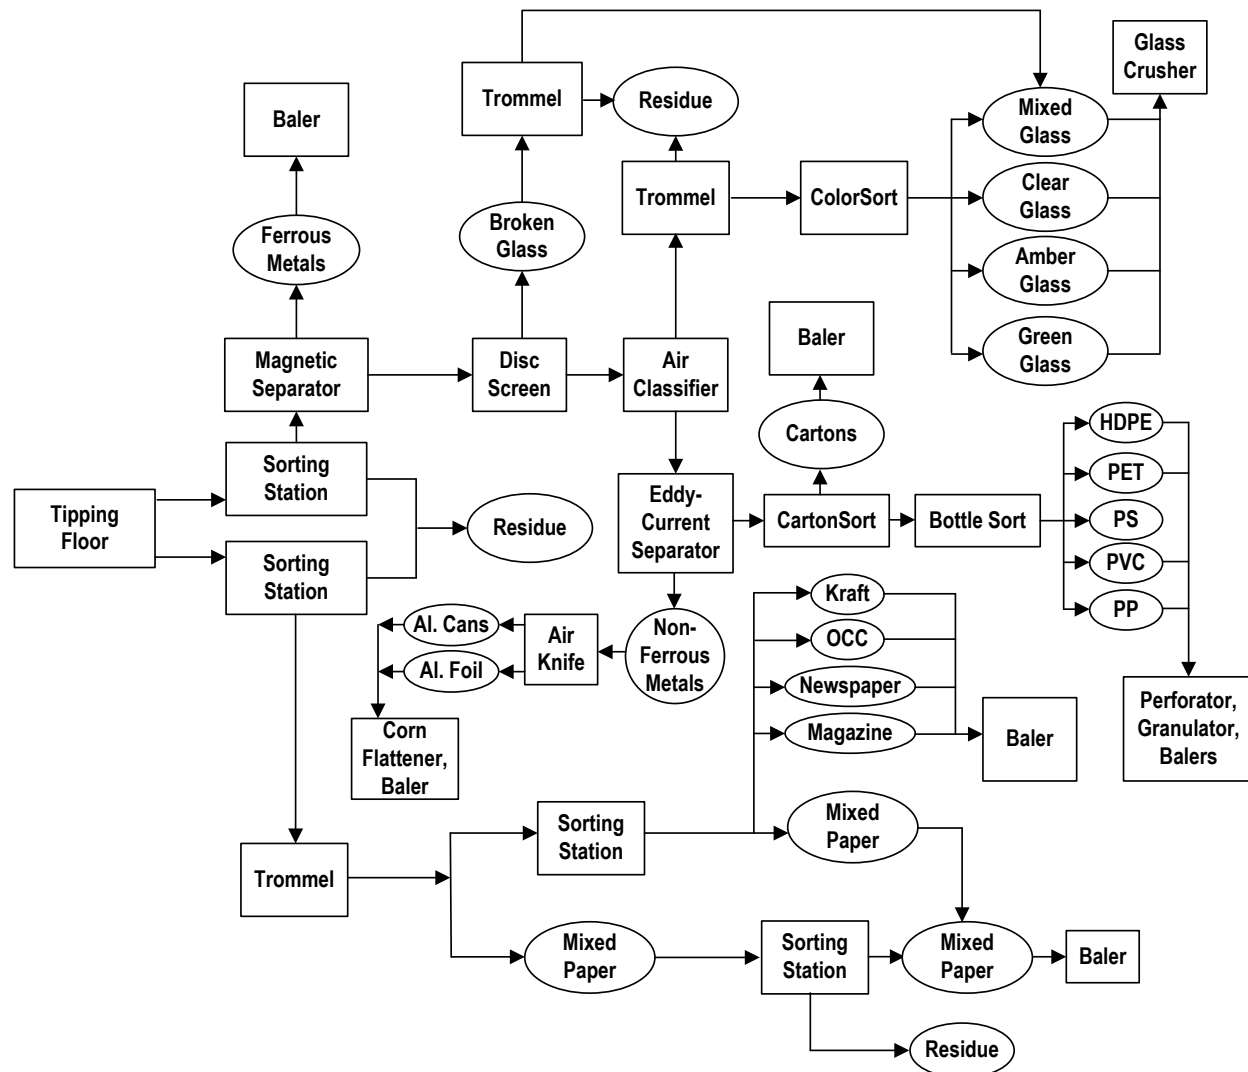 Glass
Crusher
Trommel
Residue
Mixed
Glass
Baler
Trommel
ColorSort
Clear
Glass
Broken
Glass
Ferrous
Metals
Amber
Glass
Baler
Green
Glass
Magnetic
Separator
Disc
Screen
Air
Classifier
Cartons
HDPE
Sorting
Station
PET
Tipping
Floor
Residue
Eddy-
Current
Separator
CartonSort
Bottle Sort
PS
Sorting
Station
PVC
Kraft
PP
Al. Cans
Air
Knife
Non-
Ferrous
Metals
OCC
Al. Foil
Newspaper
Perforator,
Granulator,
Balers
Corn
Flattener,
Baler
Magazine
Baler
Sorting
Station
Mixed
Paper
Trommel
Mixed
Paper
Sorting
Station
Mixed
Paper
Baler
Residue